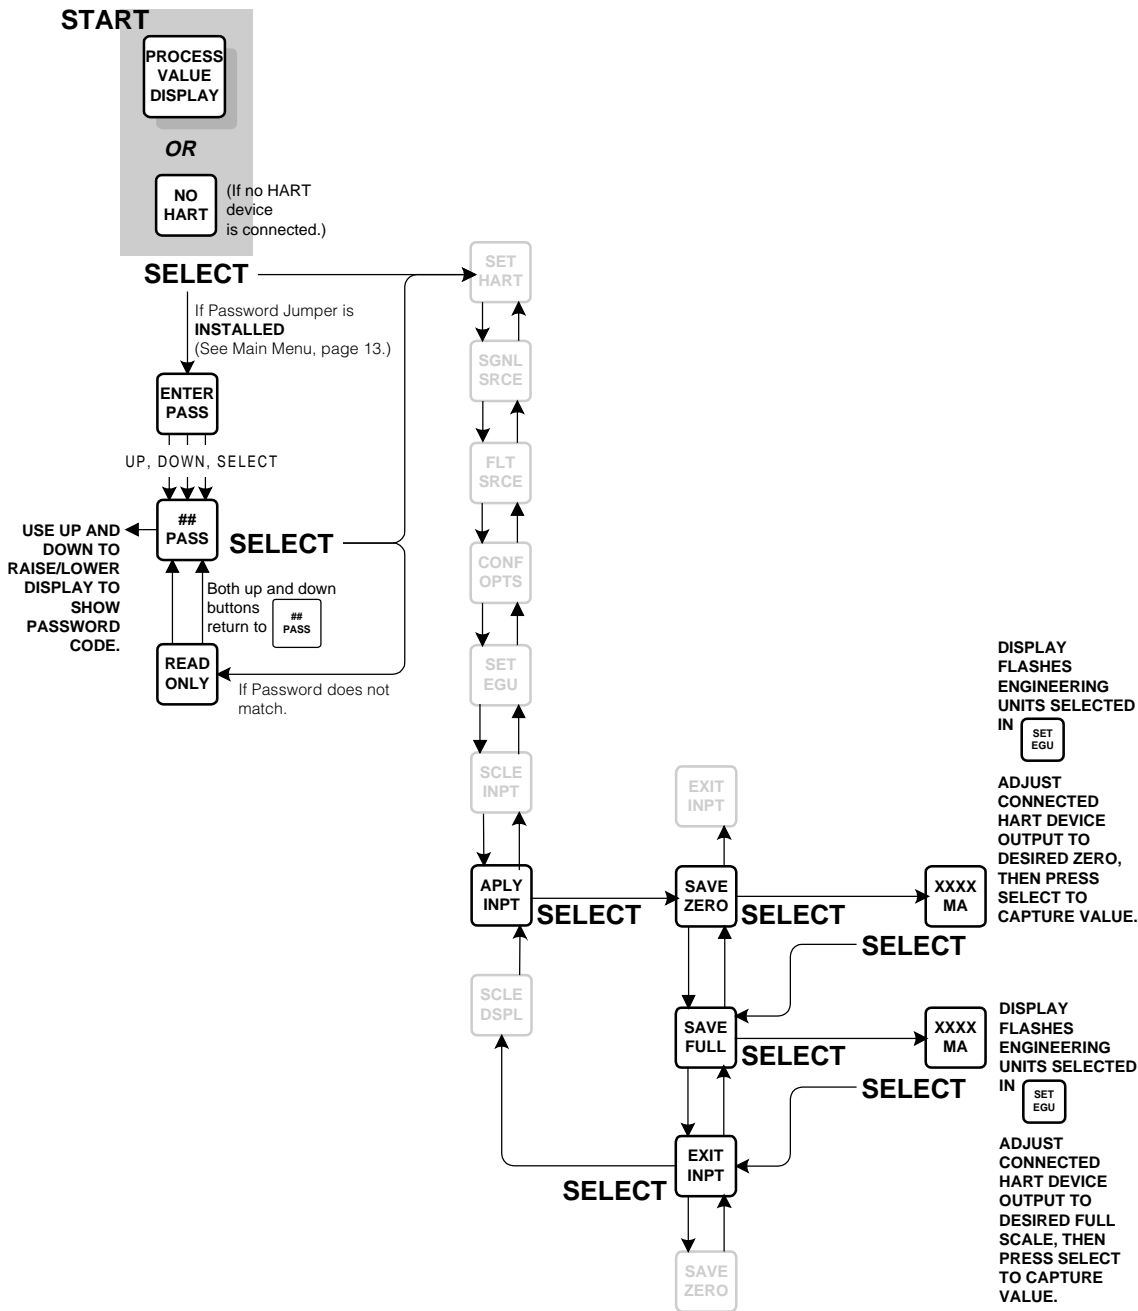 START
PROCESS
VALUE
DISPLAY
OR
NO
HART
(If no HART
device
is connected.)
SELECT
If Password Jumper is
INSTALLED
(See Main Menu, page 13.)
ENTER
PASS
UP, DOWN, SELECT
##
PASS
USE UP AND
DOWN TO
RAISE/LOWER
DISPLAY TO
SHOW
PASSWORD
CODE.
SELECT
Both up and down
buttons
return to
##
PASS
READ
ONLY
If Password does not
match.
SET
HART
SGNL
SRCE
FLT
SRCE
CONF
OPTS
SET
EGU
SCLE
INPT
APLY
INPT
SELECT
SCLE
DSPL
EXIT
INPT
SAVE
ZERO
SELECT
XXXX
MA
SELECT
SAVE
FULL
SELECT
XXXX
MA
SELECT
EXIT
INPT
SELECT
SAVE
ZERO
DISPLAY
FLASHES
ENGINEERING
UNITS SELECTED
IN
SET
EGU
ADJUST
CONNECTED
HART DEVICE
OUTPUT TO
DESIRED ZERO,
THEN PRESS
SELECT TO
CAPTURE VALUE.
DISPLAY
FLASHES
ENGINEERING
UNITS SELECTED
IN
SET
EGU
ADJUST
CONNECTED
HART DEVICE
OUTPUT TO
DESIRED FULL
SCALE, THEN
PRESS SELECT
TO CAPTURE
VALUE.